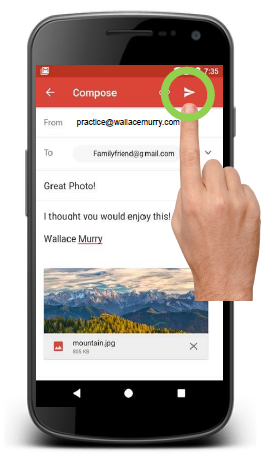 7:35
Compose
From practice@wallacemurry.com
To Familyfriend@gmail.com
Great Photo!
I thought you would enjoy this!
Wallace Murry
mountain.jpg
805 KB